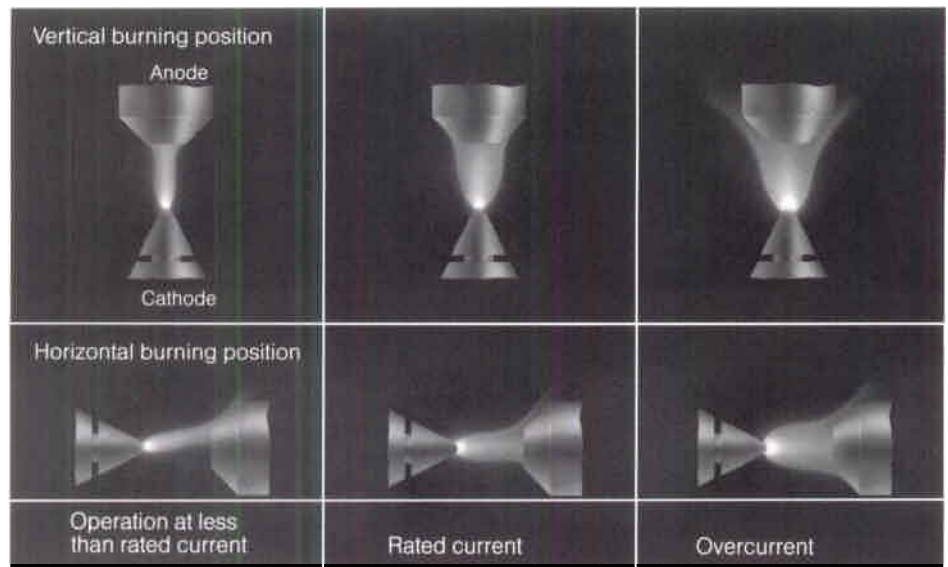 Vertical burning position
Anode
Cathode
Horizontal burning position
Operation at less
than rated current
Rated current
Overcurrent